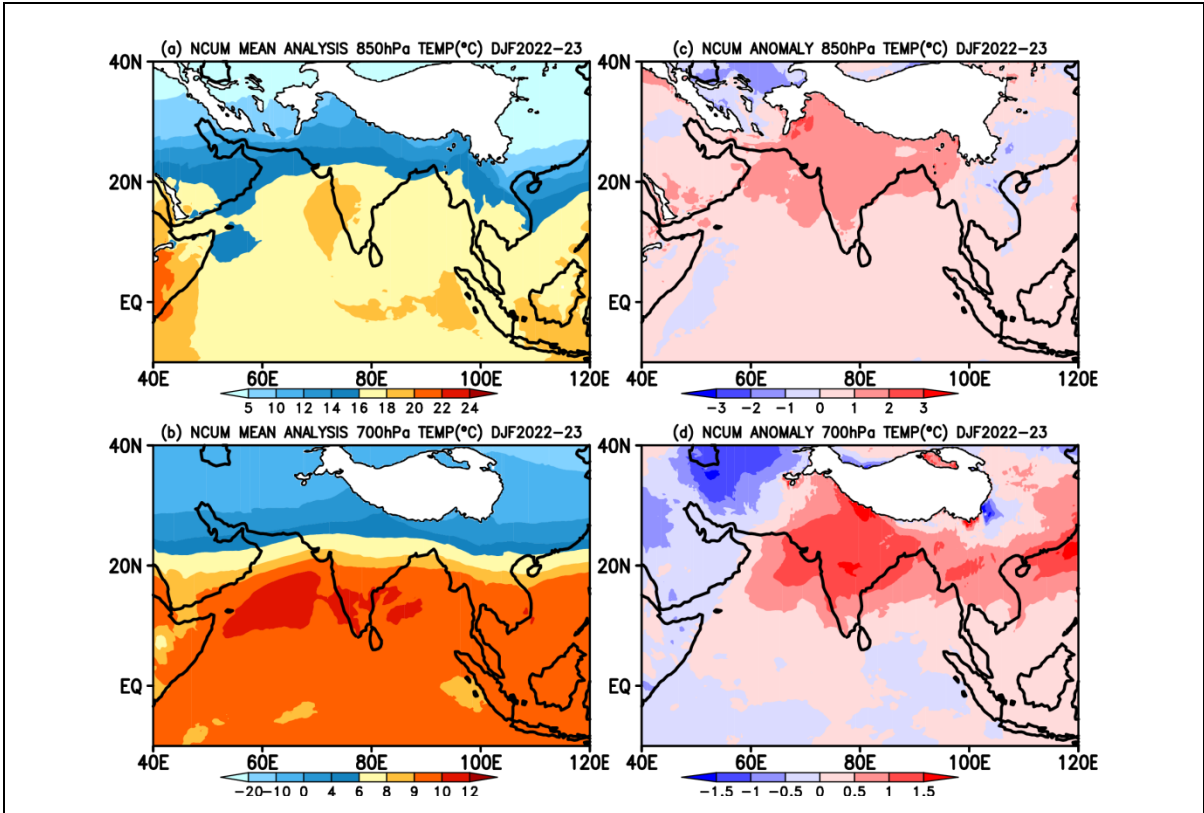 (a) NCUM MEAN ANALYSIS 850hPa TEMP(°C) DJF2022-23
40N
20N
EQ
40E 60E 80E 100E 120E
5 10 12 14 16 18 20 22 24
(c) NCUM ANOMALY 850hPa TEMP(°C) DJF2022-23
40N
20N
EQ
40E 60E 80E 100E 120E
−3 −2 −1 0 1 2 3
(b) NCUM MEAN ANALYSIS 700hPa TEMP(°C) DJF2022-23
40N
20N
EQ
40E 60E 80E 100E 120E
−20 −10 0 4 6 8 9 10 12
(d) NCUM ANOMALY 700hPa TEMP(°C) DJF2022-23
40N
20N
EQ
40E 60E 80E 100E 120E
−1.5 −1 −0.5 0 0.5 1 1.5